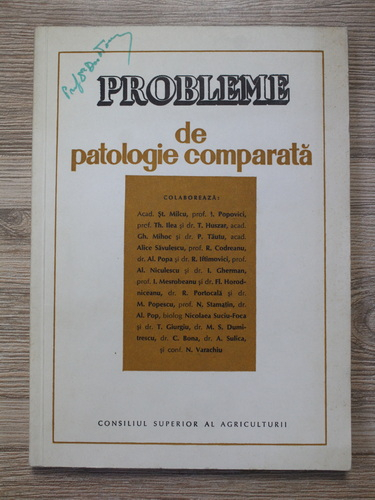 PROBLEME
de
patologie comparată
COLABOREAZĂ:
Acad. Şt. Milcu, prof. I. Popovici,
prof. Th. Ilea şi dr. T. Huszar, acad.
Gh. Mihoc şi dr. P. Tăutu, acad.
Alice Săvulescu, prof. R. Codreanu,
dr. Al. Popa şi dr. B. Iftimovici, prof.
Al. Niculescu şi dr. I. Gherman,
prof. I. Mesrobeanu şi dr. Fl. Horod-
niceanu, dr. R. Portocală şi dr.
M. Popescu, prof. N. Stamatin, dr.
Al. Pop, biolog Nicolaea Suciu-Foca
şi dr. T. Giurgiu, dr. M. S. Dumi-
trescu, dr. C. Bona, dr. A. Sulica,
şi conf. N. Varachiu
CONSILIUL SUPERIOR AL AGRICULTURII